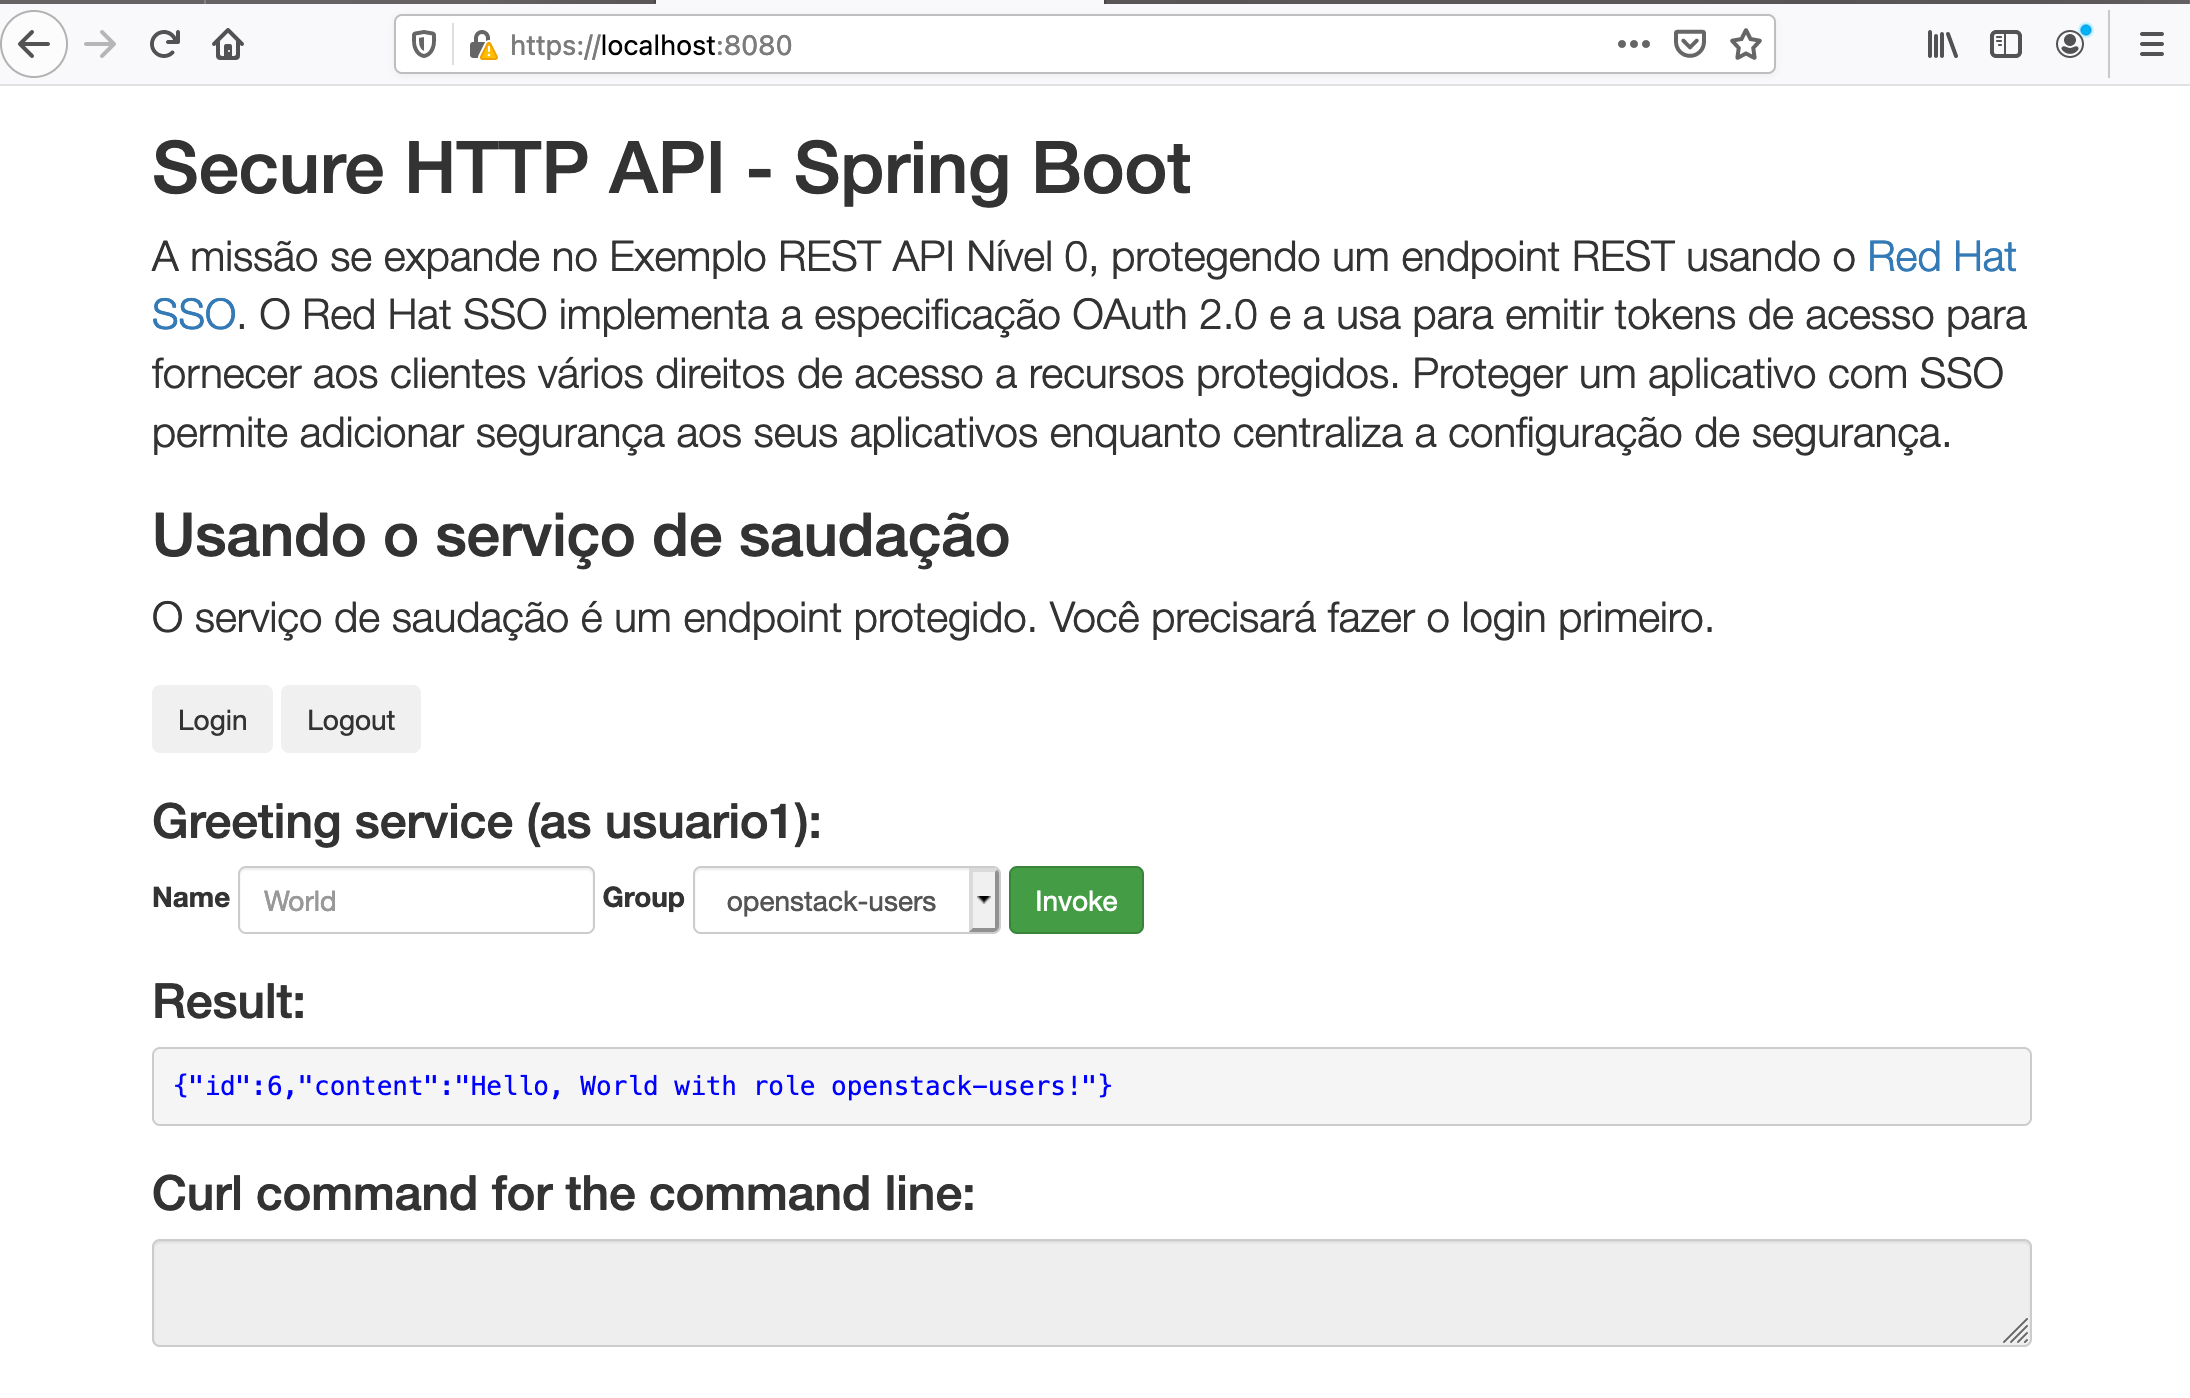 https://localhost:8080
Secure HTTP API - Spring Boot
A missão se expande no Exemplo REST API Nível 0, protegendo um endpoint REST usando o Red Hat
SSO. O Red Hat SSO implementa a especificação OAuth 2.0 e a usa para emitir tokens de acesso para
fornecer aos clientes vários direitos de acesso a recursos protegidos. Proteger um aplicativo com SSO
permite adicionar segurança aos seus aplicativos enquanto centraliza a configuração de segurança.
Usando o serviço de saudação
O serviço de saudação é um endpoint protegido. Você precisará fazer o login primeiro.
Login Logout
Greeting service (as usuario1):
Name World Group openstack-users Invoke
Result:
{"id":6,"content":"Hello, World with role openstack-users!"}
Curl command for the command line: